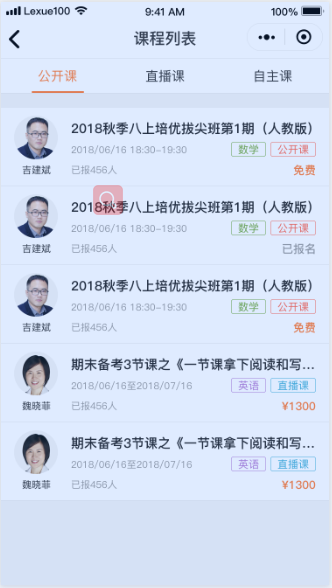 Lexue100 9:41 AM 100%
课程列表
公开课 直播课 自主课
2018秋季八上培优拔尖班第1期（人教版）
2018/06/16 18:30-19:30 数学 公开课
吉建斌 已报456人 免费
2018秋季八上培优拔尖班第1期（人教版）
2018/06/16 18:30-19:30 数学 公开课
吉建斌 已报456人 已报名
2018秋季八上培优拔尖班第1期（人教版）
2018/06/16 18:30-19:30 数学 公开课
吉建斌 已报456人 免费
期末备考3节课之《一节课拿下阅读和写...
2018/06/16至2018/07/16 英语 直播课
魏晓菲 已报456人 ¥1300
期末备考3节课之《一节课拿下阅读和写...
2018/06/16至2018/07/16 英语 直播课
魏晓菲 已报456人 ¥1300